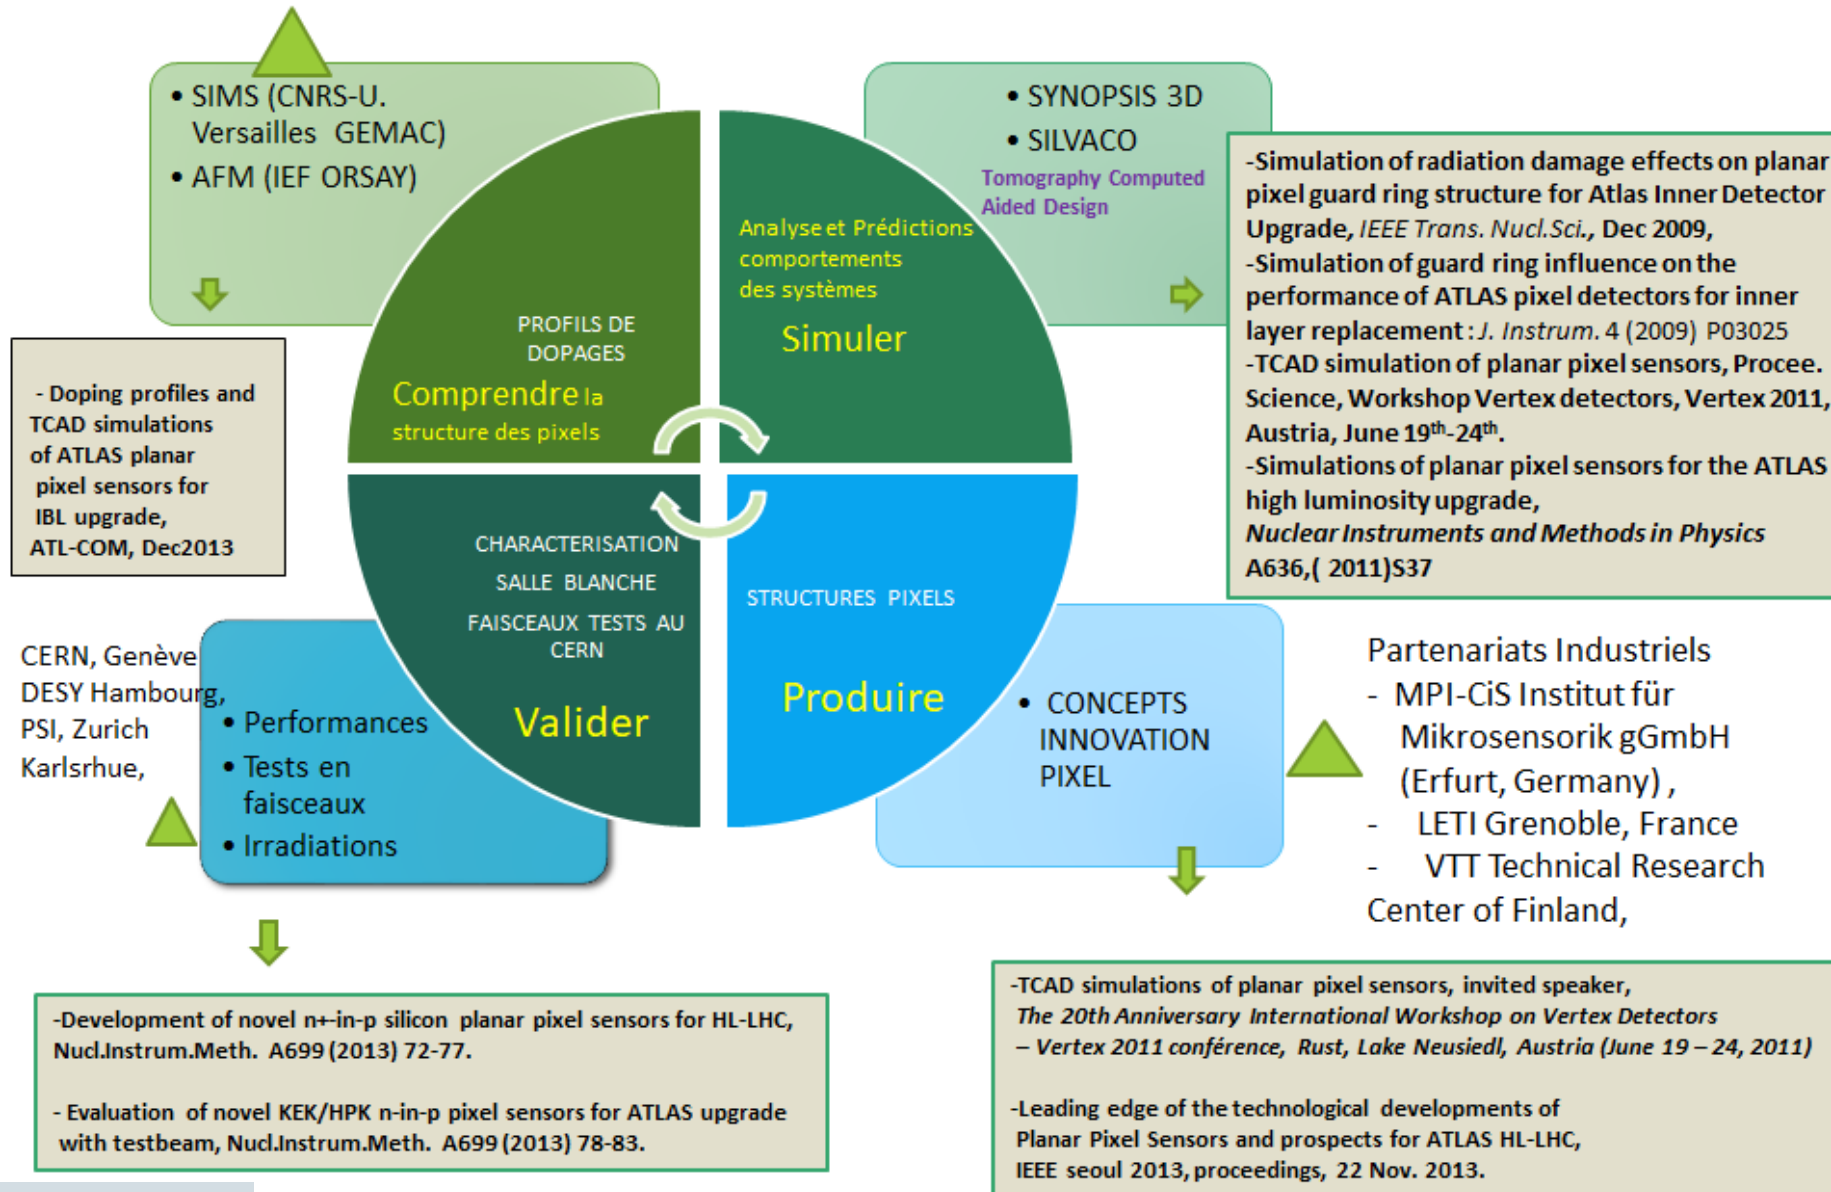 • SIMS (CNRS-U.
Versailles GEMAC)
• AFM (IEF ORSAY)
PROFILS DE
DOPAGES
Comprendre la
structure des pixels
- Doping profiles and
TCAD simulations
of ATLAS planar
pixel sensors for
IBL upgrade,
ATL-COM, Dec2013
• SYNOPSIS 3D
• SILVACO
Tomography Computed
Aided Design
Analyse et Prédictions
comportements
des systèmes
Simuler
-Simulation of radiation damage effects on planar
pixel guard ring structure for Atlas Inner Detector
Upgrade, IEEE Trans. Nucl.Sci., Dec 2009,
-Simulation of guard ring influence on the
performance of ATLAS pixel detectors for inner
layer replacement : J. Instrum. 4 (2009) P03025
-TCAD simulation of planar pixel sensors, Procee.
Science, Workshop Vertex detectors, Vertex 2011,
Austria, June 19th-24th.
-Simulations of planar pixel sensors for the ATLAS
high luminosity upgrade,
Nuclear Instruments and Methods in Physics
A636,( 2011)S37
CHARACTERISATION
SALLE BLANCHE
FAISCEAUX TESTS AU
CERN
Valider
STRUCTURES PIXELS
Produire
CERN, Genève
DESY Hambourg,
PSI, Zurich
Karlsrhue,
• Performances
• Tests en
faisceaux
• Irradiations
• CONCEPTS
INNOVATION
PIXEL
Partenariats Industriels
- MPI-CiS Institut für
Mikrosensorik gGmbH
(Erfurt, Germany) ,
- LETI Grenoble, France
- VTT Technical Research
Center of Finland,
-Development of novel n+-in-p silicon planar pixel sensors for HL-LHC,
Nucl.Instrum.Meth. A699 (2013) 72-77.
- Evaluation of novel KEK/HPK n-in-p pixel sensors for ATLAS upgrade
with testbeam, Nucl.Instrum.Meth. A699 (2013) 78-83.
-TCAD simulations of planar pixel sensors, invited speaker,
The 20th Anniversary International Workshop on Vertex Detectors
– Vertex 2011 conférence, Rust, Lake Neusiedl, Austria (June 19 – 24, 2011)
-Leading edge of the technological developments of
Planar Pixel Sensors and prospects for ATLAS HL-LHC,
IEEE seoul 2013, proceedings, 22 Nov. 2013.